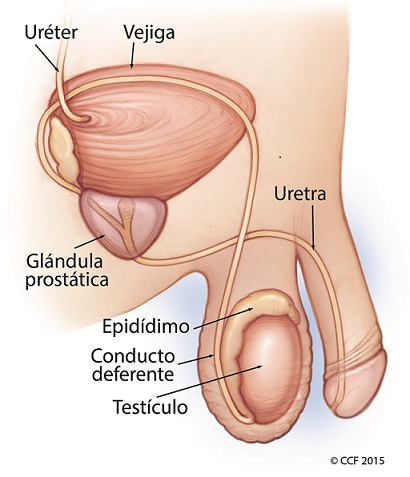 Uréter
Vejiga
Uretra
Glándula
prostática
Epidídimo
Conducto
deferente
Testículo
© CCF 2015